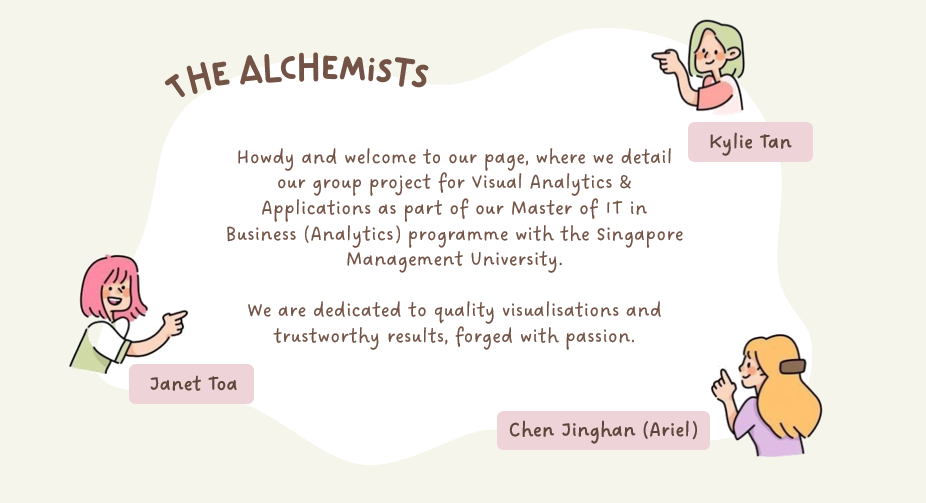 THE ALCHEMiSTS
Kylie Tan
Howdy and welcome to our page, where we detail
our group project for Visual Analytics &
Applications as part of our Master of IT in
Business (Analytics) programme with the Singapore
Management University.
We are dedicated to quality visualisations and
trustworthy results, forged with passion.
Janet Toa
Chen Jinghan (Ariel)